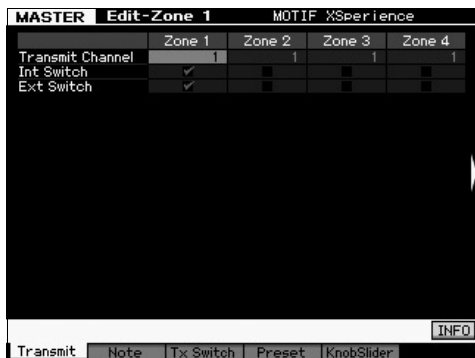 MASTER Edit-Zone 1 MOTIF XSperience
Zone 1 Zone 2 Zone 3 Zone 4
Transmit Channel 1 1 1 1
Int Switch
Ext Switch
INFO
Transmit Note Tx Switch Preset KnobSlider